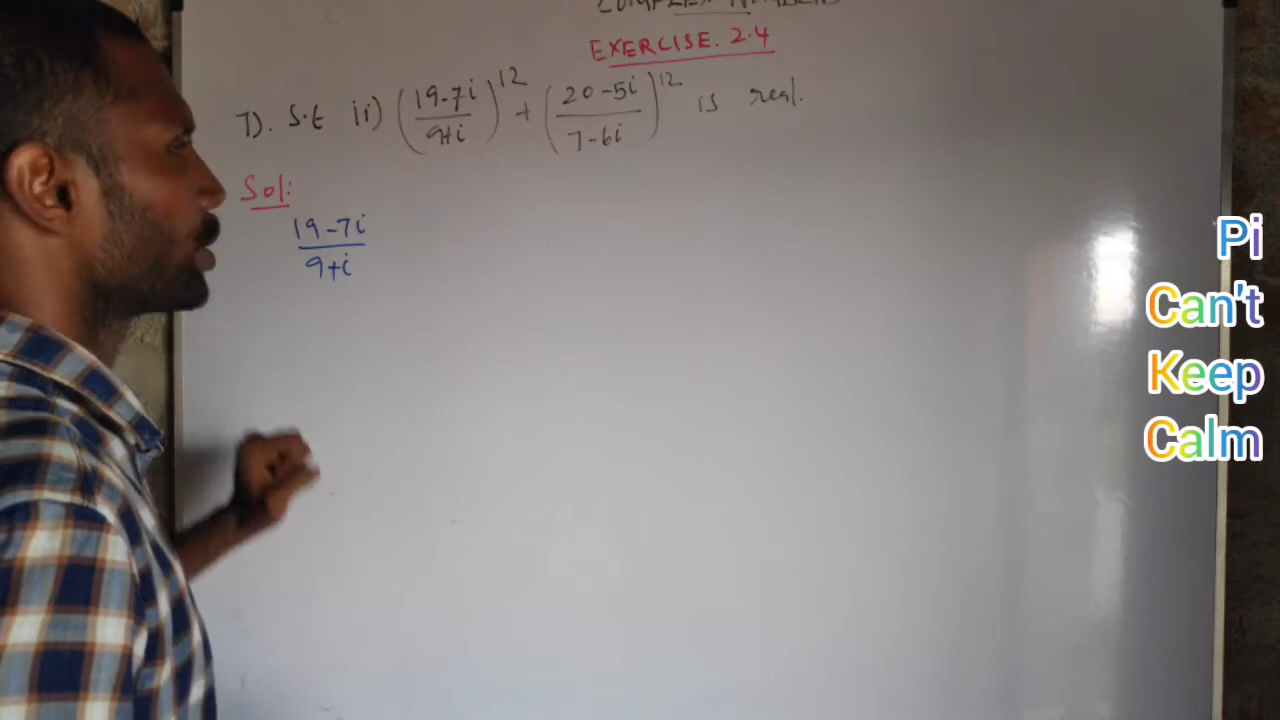 COMPLEX NUMBERS
EXERCISE. 2.4
7). S.t ii) ((19-7i)/(9+i))^12 + ((20-5i)/(7-6i))^12 is real.
Sol:
(19-7i)/(9+i)
Pi
Can't
Keep
Calm